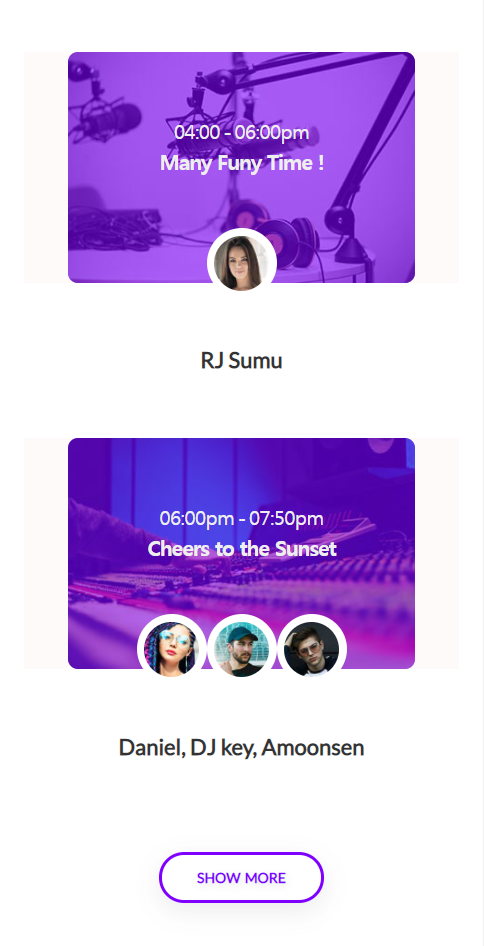 04:00 - 06:00pm
Many Funy Time !
RJ Sumu
06:00pm - 07:50pm
Cheers to the Sunset
Daniel, DJ key, Amoonsen
SHOW MORE